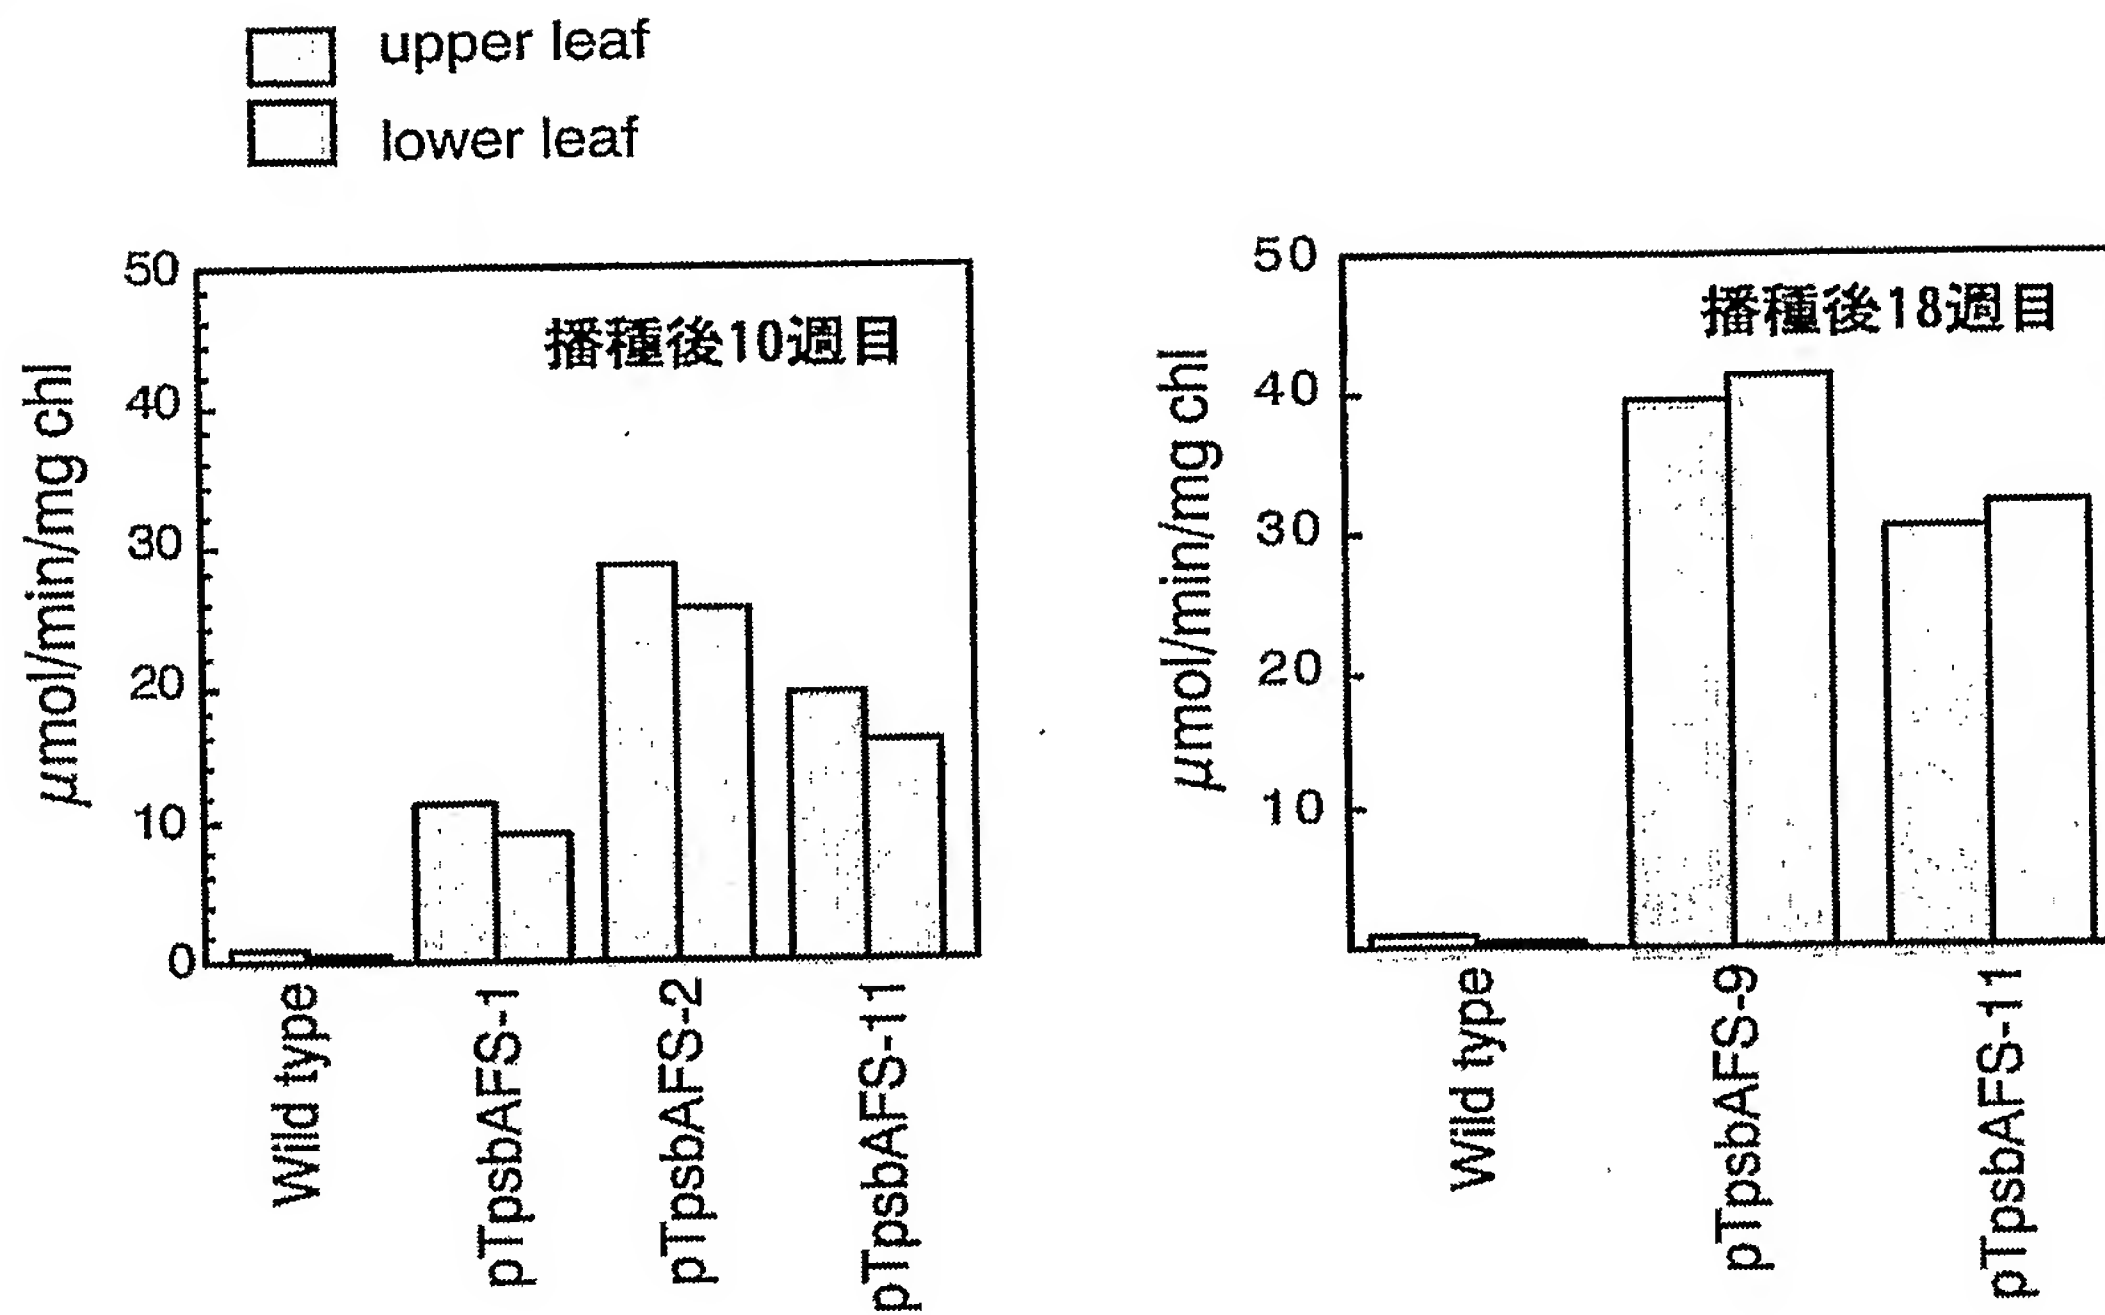 upper leaf
lower leaf
50
40
30
20
10
0
μmol/min/mg chl
播種後10週目
Wild type
pTpsbAFS-1
pTpsbAFS-2
pTpsbAFS-11
50
40
30
20
10
μmol/min/mg chl
播種後18週目
Wild type
pTpsbAFS-9
pTpsbAFS-11